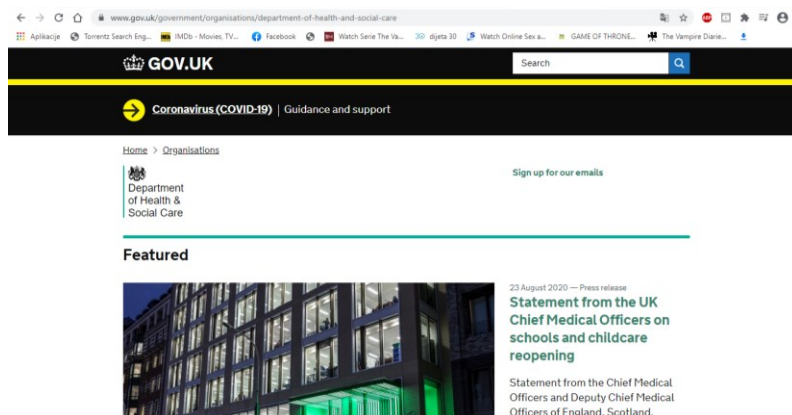 www.gov.uk/government/organisations/department-of-health-and-social-care
Aplikacije Torrentz Search Eng... IMDb - Movies, TV... Facebook Watch Serie The Va... dijeta 30 Watch Online Sex a... GAME OF THRONE... The Vampire Diarie...
GOV.UK Search
Coronavirus (COVID-19) | Guidance and support
Home > Organisations
Department
of Health &
Social Care
Sign up for our emails
Featured
23 August 2020 — Press release
Statement from the UK
Chief Medical Officers on
schools and childcare
reopening
Statement from the Chief Medical
Officers and Deputy Chief Medical
Officers of England, Scotland,